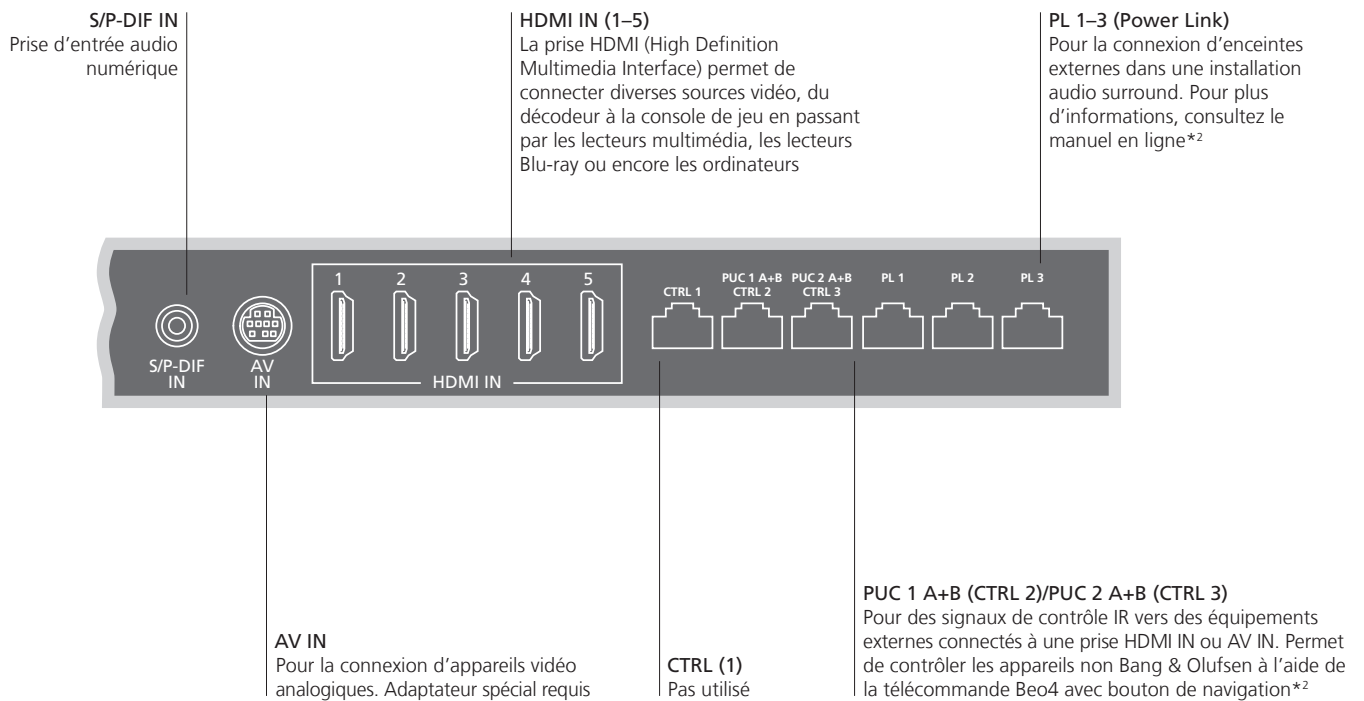 S/P-DIF IN
Prise d'entrée audio
numérique
HDMI IN (1–5)
La prise HDMI (High Definition
Multimedia Interface) permet de
connecter diverses sources vidéo, du
décodeur à la console de jeu en passant
par les lecteurs multimédia, les lecteurs
Blu-ray ou encore les ordinateurs
PL 1–3 (Power Link)
Pour la connexion d'enceintes
externes dans une installation
audio surround. Pour plus
d'informations, consultez le
manuel en ligne*²
1 2 3 4 5
CTRL 1
PUC 1 A+B
CTRL 2
PUC 2 A+B
CTRL 3
PL 1
PL 2
PL 3
S/P-DIF
IN
AV
IN
HDMI IN
AV IN
Pour la connexion d'appareils vidéo
analogiques. Adaptateur spécial requis
CTRL (1)
Pas utilisé
PUC 1 A+B (CTRL 2)/PUC 2 A+B (CTRL 3)
Pour des signaux de contrôle IR vers des équipements
externes connectés à une prise HDMI IN ou AV IN. Permet
de contrôler les appareils non Bang & Olufsen à l'aide de
la télécommande Beo4 avec bouton de navigation*²